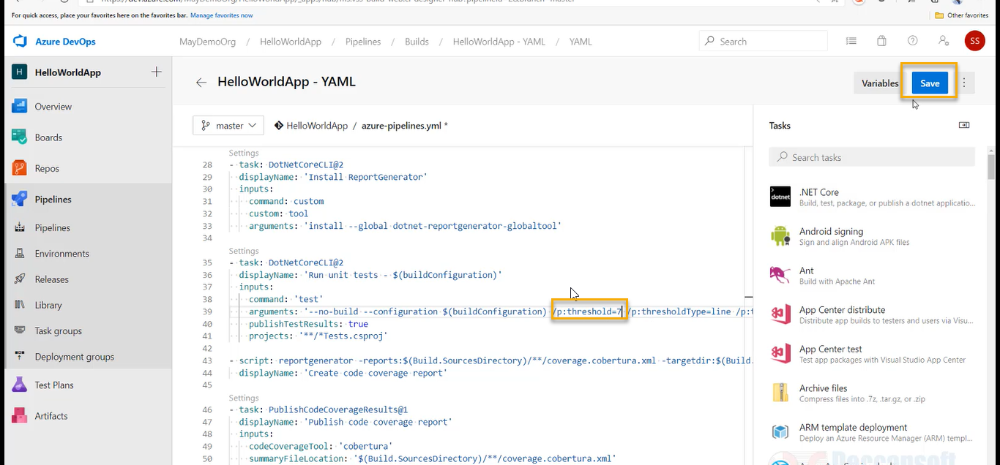 For quick access, place your favorites here on the favorites bar. Manage favorites now
Other favorites
Azure DevOps
MayDemoOrg / HelloWorldApp / Pipelines / Builds / HelloWorldApp - YAML / YAML
Search
SS
H HelloWorldApp
HelloWorldApp - YAML
Variables
Save
Overview
Boards
Repos
Pipelines
Pipelines
Environments
Releases
Library
Task groups
Deployment groups
Test Plans
Artifacts
master
HelloWorldApp / azure-pipelines.yml *
Settings
28 - task: DotNetCoreCLI@2
29 displayName: 'Install ReportGenerator'
30 inputs:
31 command: custom
32 custom: tool
33 arguments: 'install --global dotnet-reportgenerator-globaltool'
34
Settings
35 - task: DotNetCoreCLI@2
36 displayName: 'Run unit tests - $(buildConfiguration)'
37 inputs:
38 command: 'test'
39 arguments: '--no-build --configuration $(buildConfiguration) /p:threshold=7 /p:thresholdType=line /p:t
40 publishTestResults: true
41 projects: '**/*Tests.csproj'
42
43 - script: reportgenerator -reports:$(Build.SourcesDirectory)/**/coverage.cobertura.xml -targetdir:$(Build.
44 displayName: 'Create code coverage report'
45
Settings
46 - task: PublishCodeCoverageResults@1
47 displayName: 'Publish code coverage report'
48 inputs:
49 codeCoverageTool: 'cobertura'
50 summaryFileLocation: '$(Build.SourcesDirectory)/**/coverage.cobertura.xml'
Tasks
Search tasks
dotnet
.NET Core
Build, test, package, or publish a dotnet applicatio...
Android signing
Sign and align Android APK files
Ant
Build with Apache Ant
App Center distribute
Distribute app builds to testers and users via Visu...
App Center test
Test app packages with Visual Studio App Center
Archive files
Compress files into .7z, .tar.gz, or .zip
ARM template deployment
Deploy an Azure Resource Manager (ARM) templ...